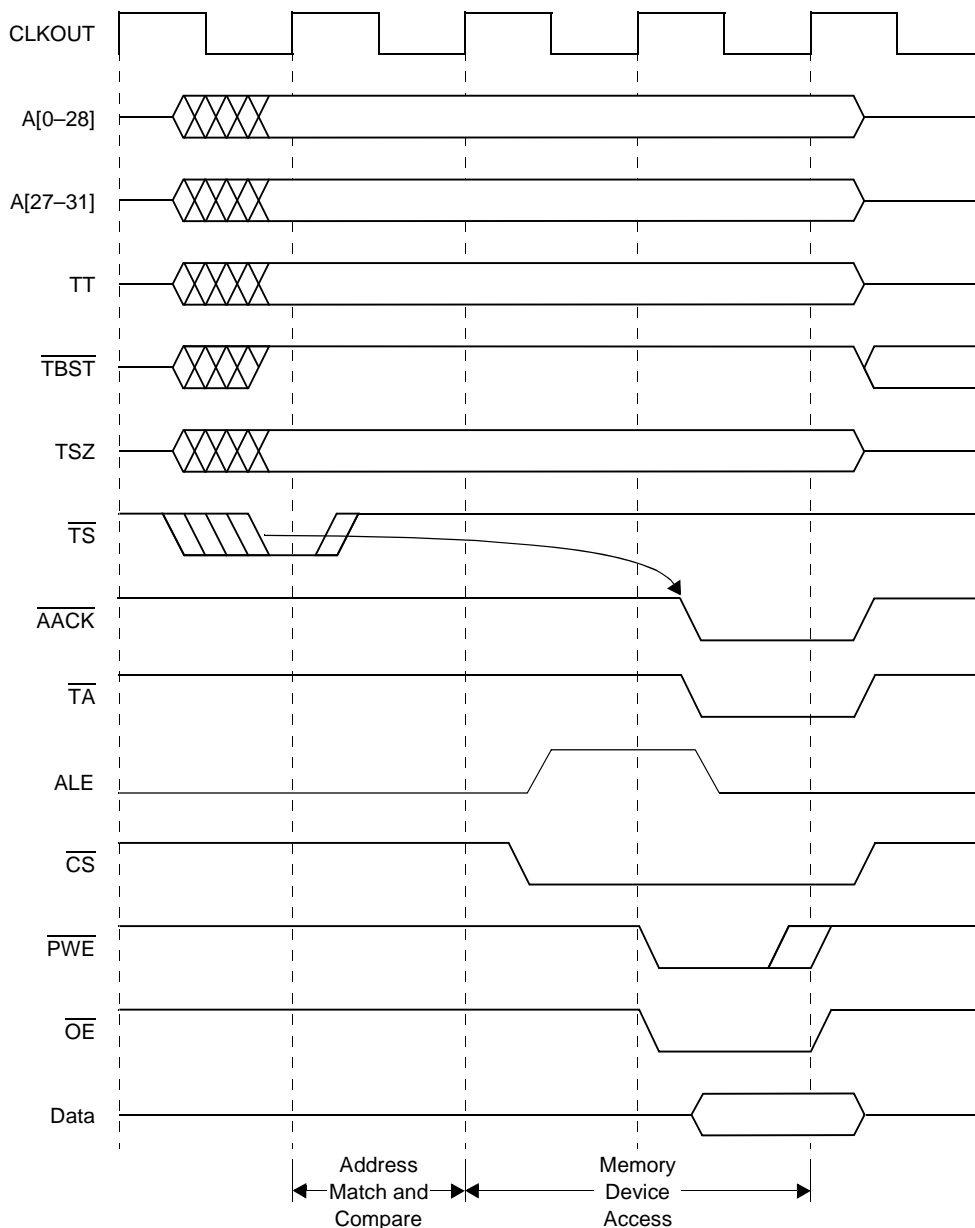 CLKOUT
A[0–28]
A[27–31]
TT
TBST
TSZ
TS
AACK
TA
ALE
CS
PWE
OE
Data
Address
Match and
Compare
Memory
Device
Access